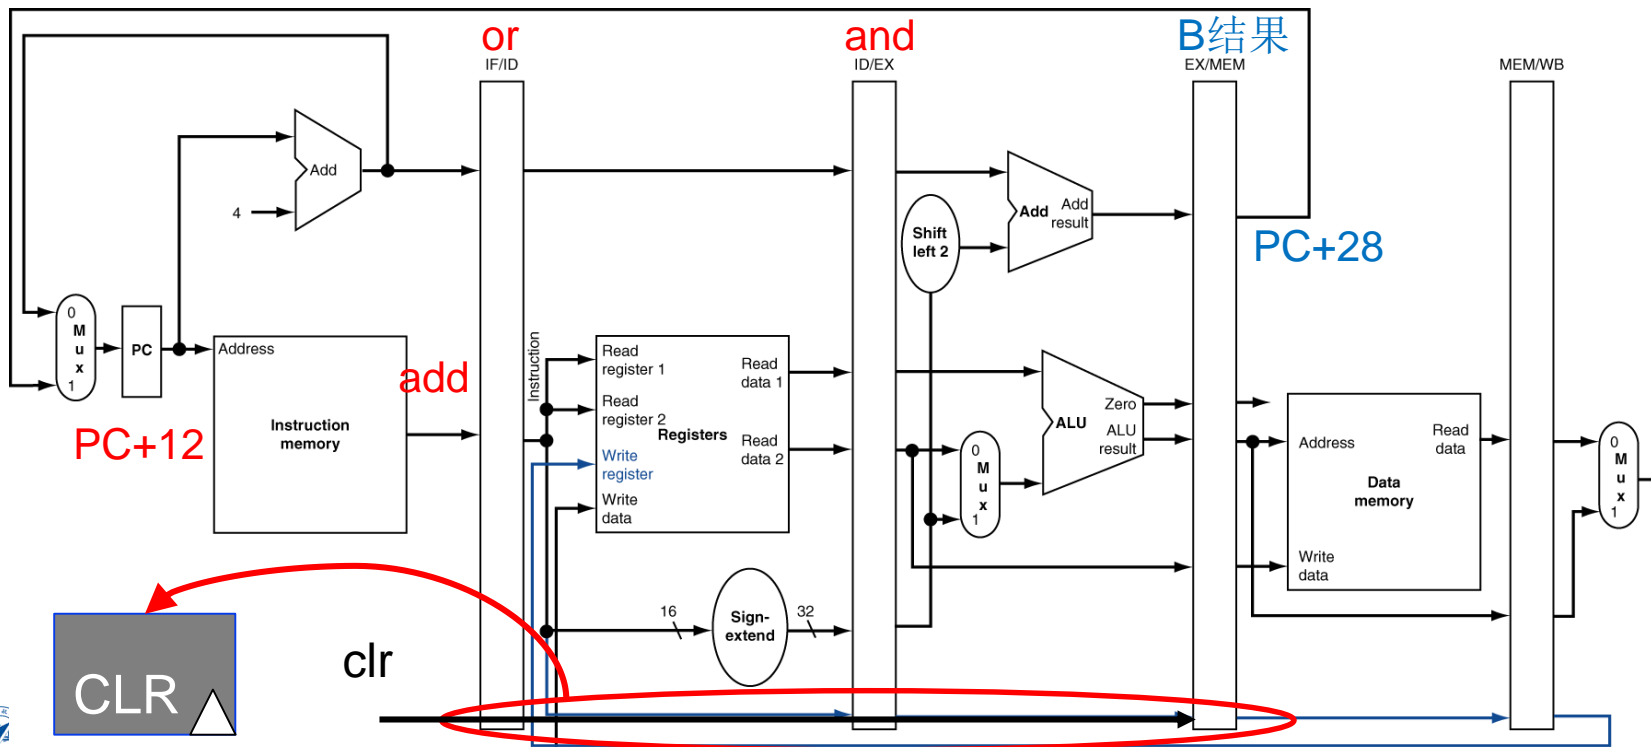 or
and
B结果
IF/ID
ID/EX
EX/MEM
MEM/WB
Add
4
Add
Add
result
Shift
left 2
PC+28
0
M
u
x
1
PC
Address
Instruction
memory
add
PC+12
Instruction
Read
register 1
Read
register 2
Registers
Write
register
Write
data
Read
data 1
Read
data 2
0
M
u
x
1
Zero
ALU
ALU
result
Address
Read
data
Data
memory
Write
data
0
M
u
x
1
16
Sign-
extend
32
clr
CLR